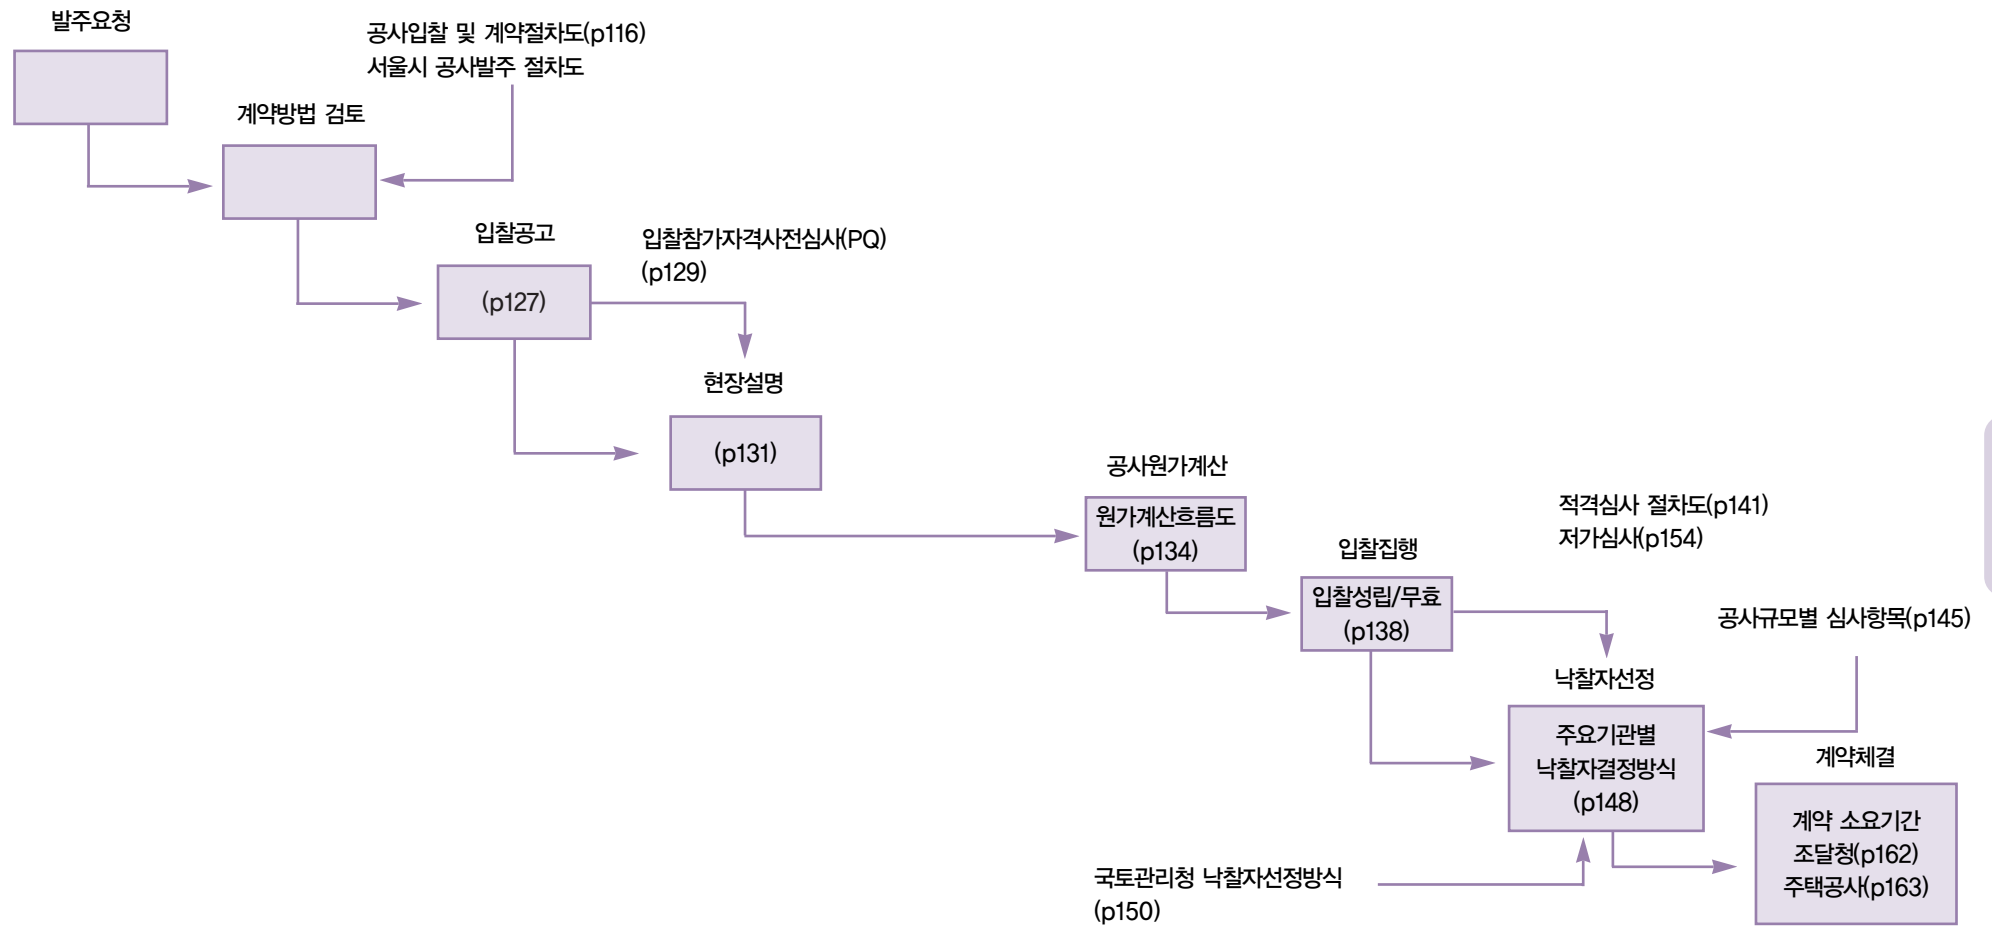 발주요청
공사입찰 및 계약절차도(p116)
서울시 공사발주 절차도
계약방법 검토
입찰공고
(p127)
입찰참가자격사전심사(PQ)
(p129)
현장설명
(p131)
공사원가계산
원가계산흐름도
(p134)
입찰집행
입찰성립/무효
(p138)
적격심사 절차도(p141)
저가심사(p154)
공사규모별 심사항목(p145)
낙찰자선정
주요기관별
낙찰자결정방식
(p148)
국토관리청 낙찰자선정방식
(p150)
계약체결
계약 소요기간
조달청(p162)
주택공사(p163)